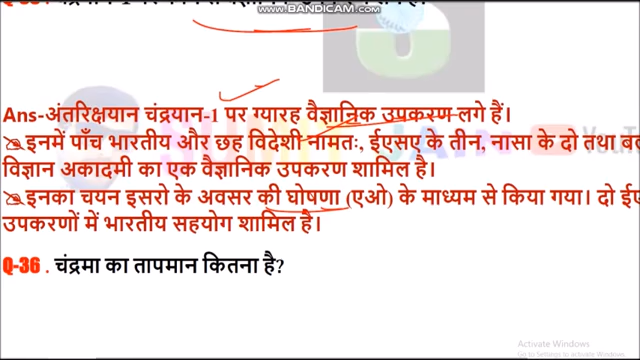 WWW.BANDICAM.COM
Ans-अंतरिक्षयान चंद्रयान-1 पर ग्यारह वैज्ञानिक उपकरण लगे हैं।
इनमें पाँच भारतीय और छह विदेशी नामतः, ईएसए के तीन, नासा के दो तथा बल
विज्ञान अकादमी का एक वैज्ञानिक उपकरण शामिल है।
इनका चयन इसरो के अवसर की घोषणा (एओ) के माध्यम से किया गया। दो ई
उपकरणों में भारतीय सहयोग शामिल है।
Q-36 . चंद्रमा का तापमान कितना है?
Activate Windows
Go to Settings to activate Windows.